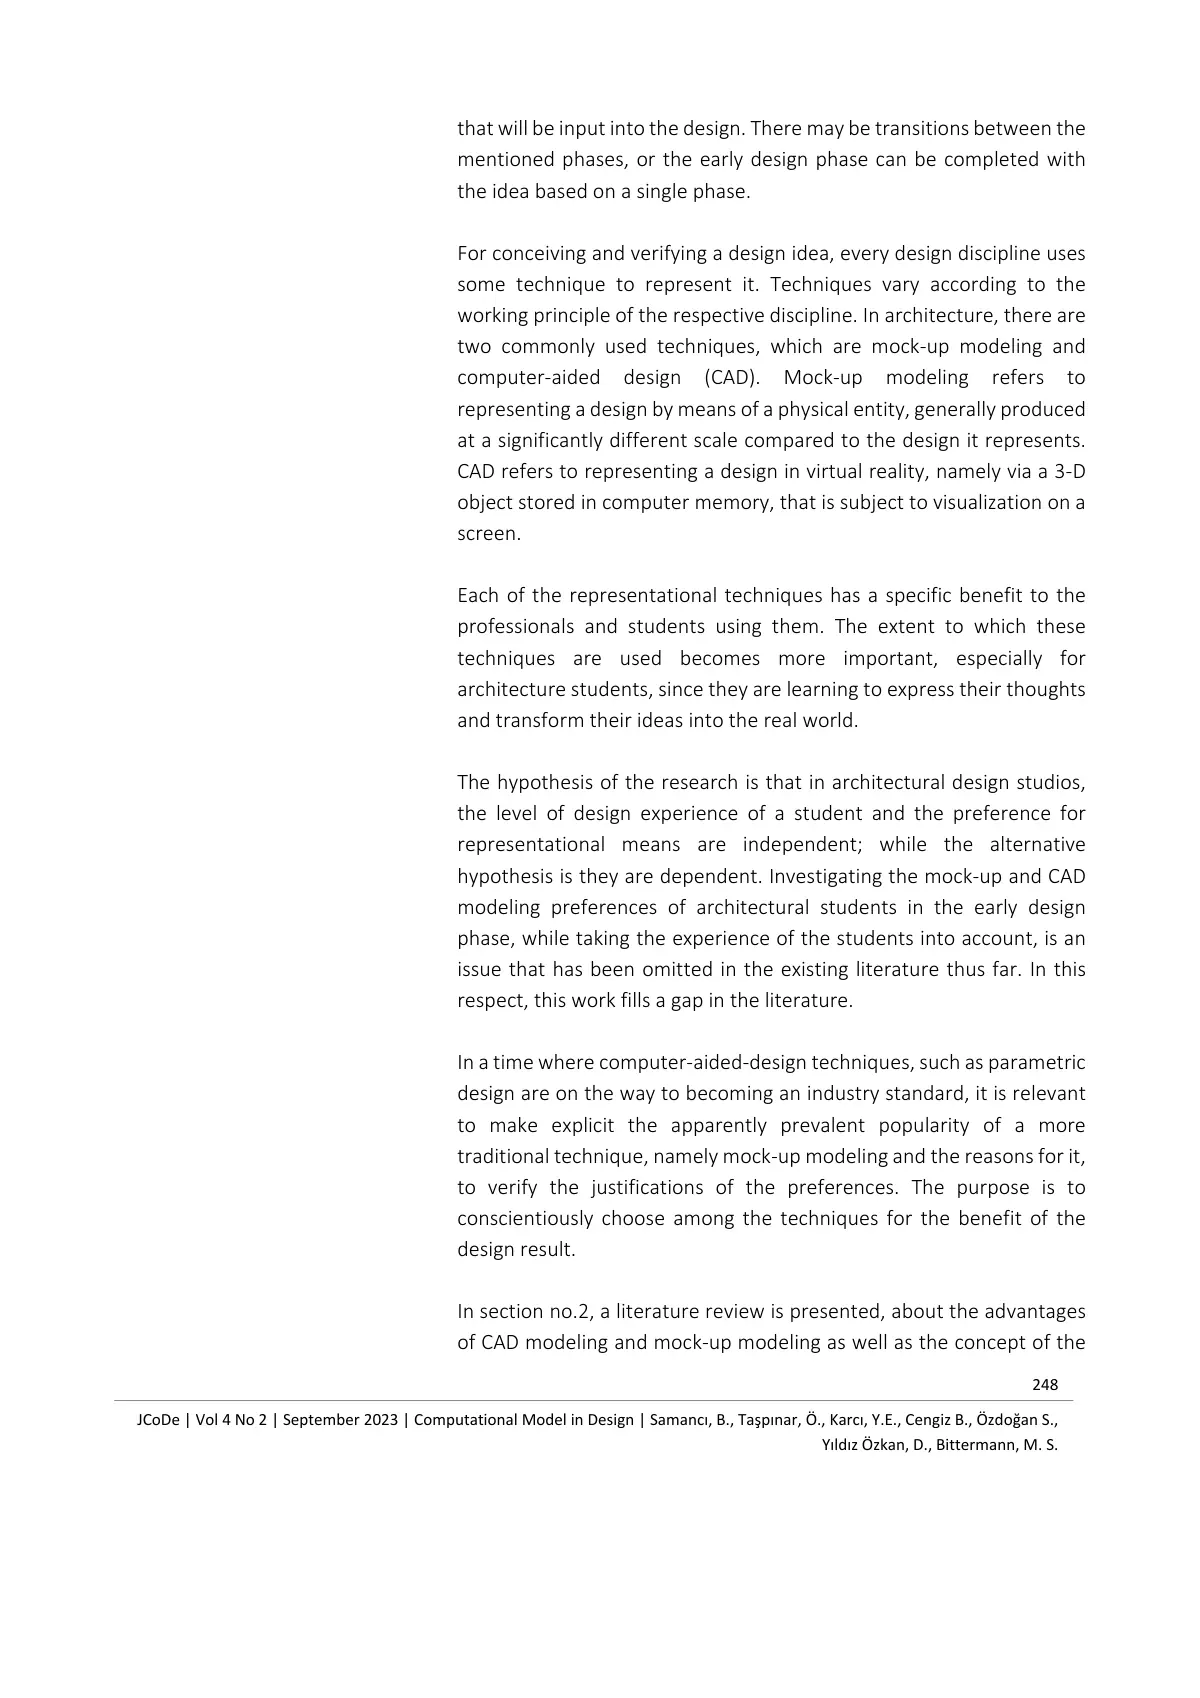 that will be input into the design. There may be transitions between the
mentioned phases, or the early design phase can be completed with
the idea based on a single phase.
For conceiving and verifying a design idea, every design discipline uses
some technique to represent it. Techniques vary according to the
working principle of the respective discipline. In architecture, there are
two commonly used techniques, which are mock-up modeling and
computer-aided design (CAD). Mock-up modeling refers to
representing a design by means of a physical entity, generally produced
at a significantly different scale compared to the design it represents.
CAD refers to representing a design in virtual reality, namely via a 3-D
object stored in computer memory, that is subject to visualization on a
screen.
Each of the representational techniques has a specific benefit to the
professionals and students using them. The extent to which these
techniques are used becomes more important, especially for
architecture students, since they are learning to express their thoughts
and transform their ideas into the real world.
The hypothesis of the research is that in architectural design studios,
the level of design experience of a student and the preference for
representational means are independent; while the alternative
hypothesis is they are dependent. Investigating the mock-up and CAD
modeling preferences of architectural students in the early design
phase, while taking the experience of the students into account, is an
issue that has been omitted in the existing literature thus far. In this
respect, this work fills a gap in the literature.
In a time where computer-aided-design techniques, such as parametric
design are on the way to becoming an industry standard, it is relevant
to make explicit the apparently prevalent popularity of a more
traditional technique, namely mock-up modeling and the reasons for it,
to verify the justifications of the preferences. The purpose is to
conscientiously choose among the techniques for the benefit of the
design result.
In section no.2, a literature review is presented, about the advantages
of CAD modeling and mock-up modeling as well as the concept of the
248
JCoDe | Vol 4 No 2 | September 2023 | Computational Model in Design | Samancı, B., Taşpınar, Ö., Karcı, Y.E., Cengiz B., Özdoğan S.,
Yıldız Özkan, D., Bittermann, M. S.